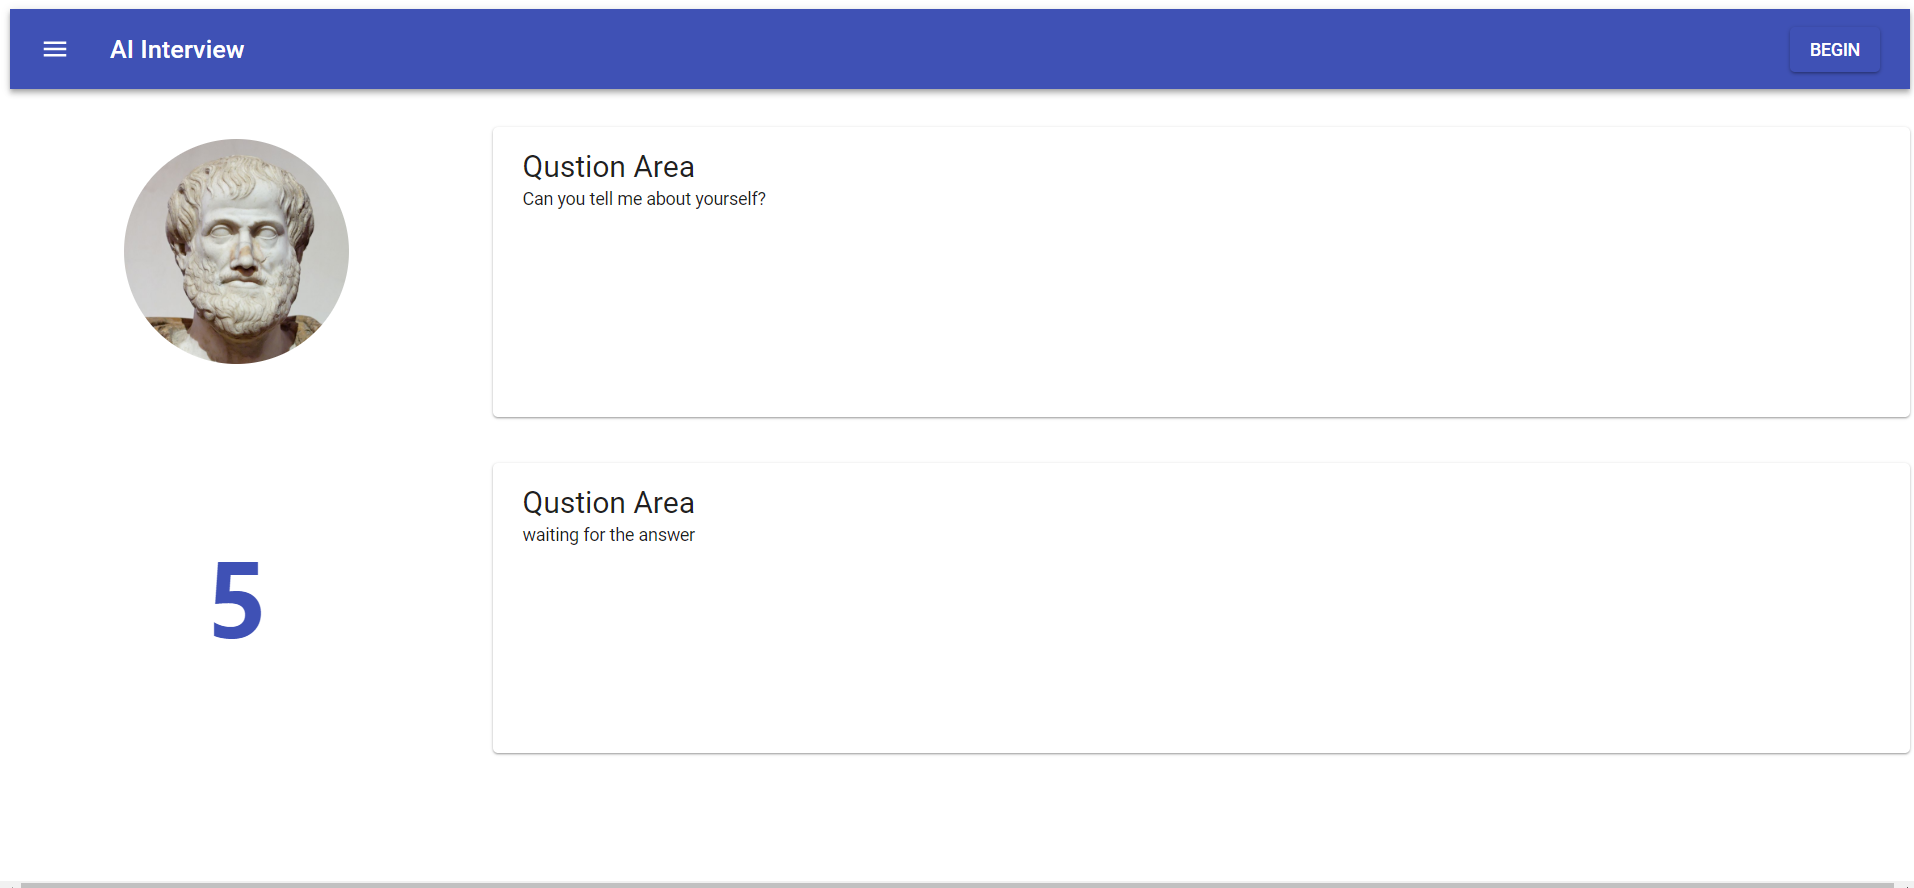 AI Interview
BEGIN
Qustion Area
Can you tell me about yourself?
Qustion Area
waiting for the answer
5